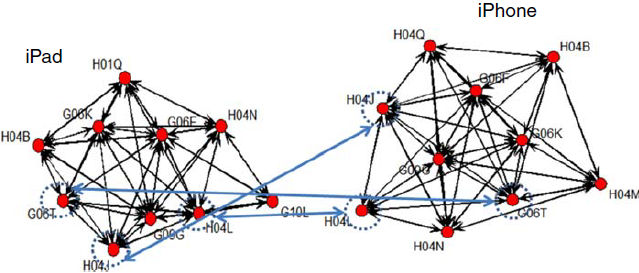 iPad
iPhone
H01Q
G06K
G06F
H04N
H04B
G06T
G09G
H04L
G10L
H04J
H04Q
H04B
G06F
H04J
G06K
G09G
H04M
H04L
G06T
H04N